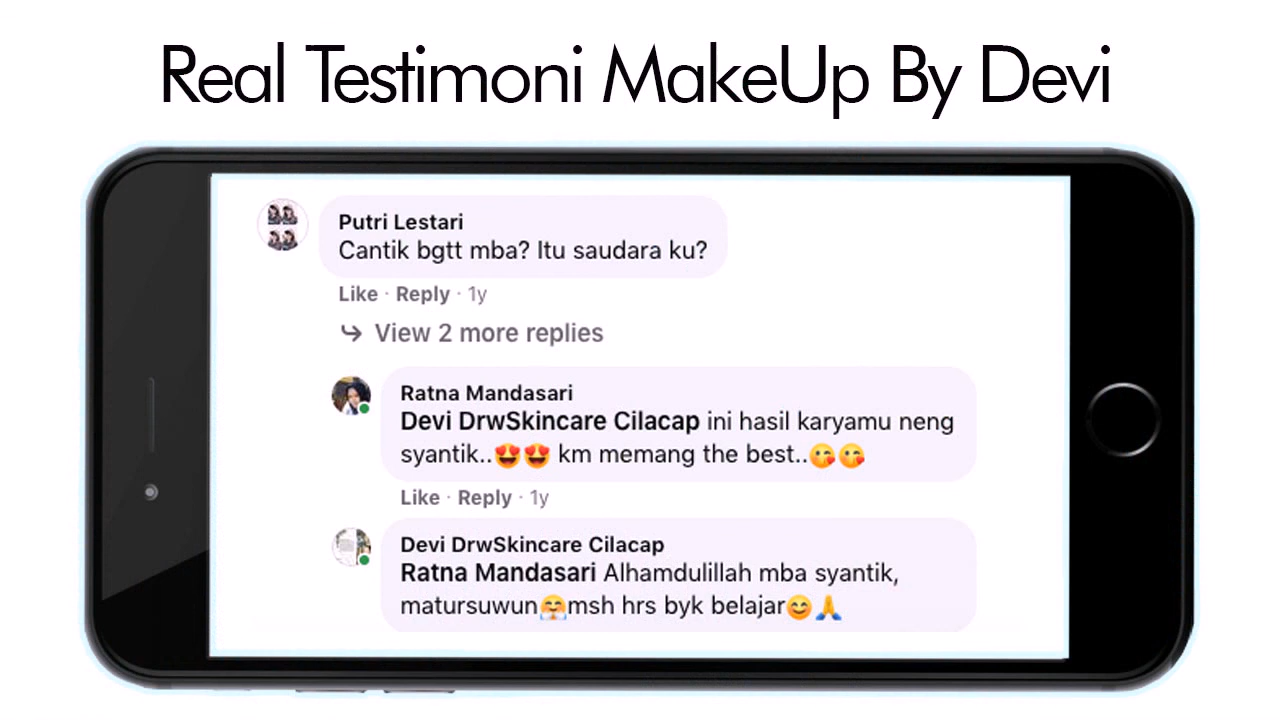 Real Testimoni MakeUp By Devi
Putri Lestari
Cantik bgtt mba? Itu saudara ku?
Like · Reply · 1y
View 2 more replies
Ratna Mandasari
Devi DrwSkincare Cilacap ini hasil karyamu neng
syantik..😍😍 km memang the best..😋😋
Like · Reply · 1y
Devi DrwSkincare Cilacap
Ratna Mandasari Alhamdulillah mba syantik,
matursuwun🤗msh hrs byk belajar😊🙏